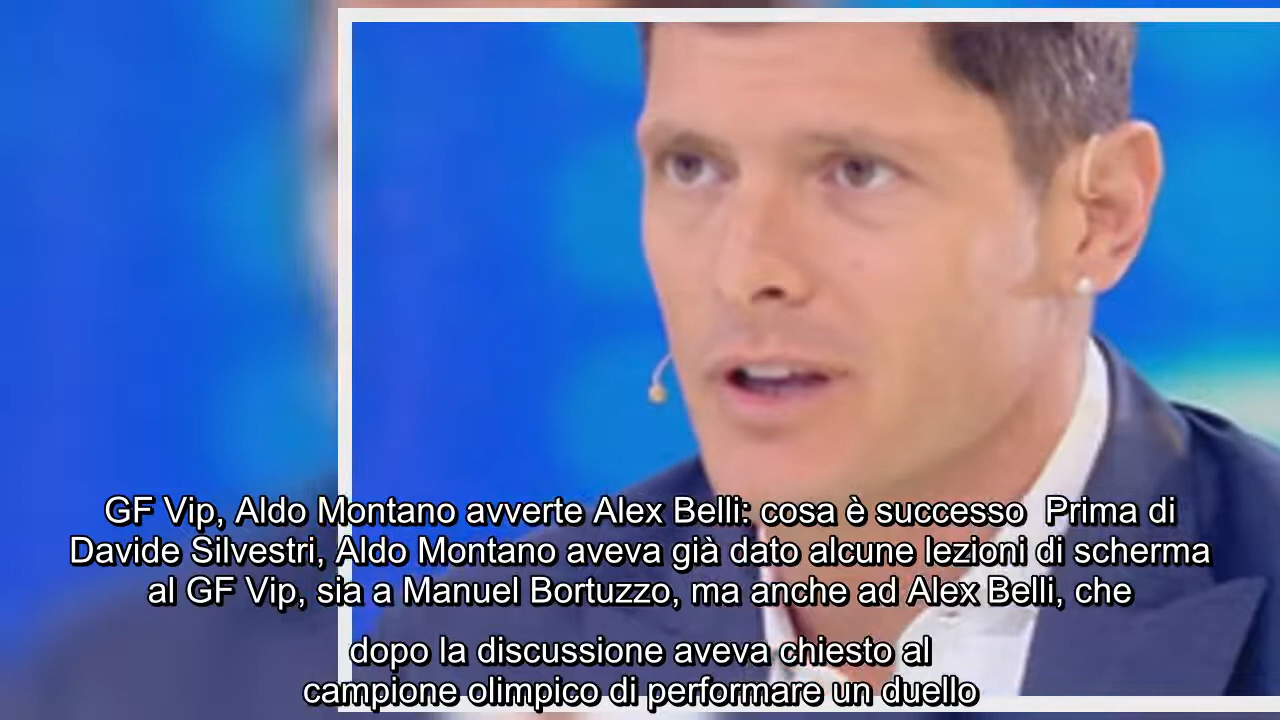 GF Vip, Aldo Montano avverte Alex Belli: cosa è successo  Prima di
Davide Silvestri, Aldo Montano aveva già dato alcune lezioni di scherma
al GF Vip, sia a Manuel Bortuzzo, ma anche ad Alex Belli, che
dopo la discussione aveva chiesto al
campione olimpico di performare un duello